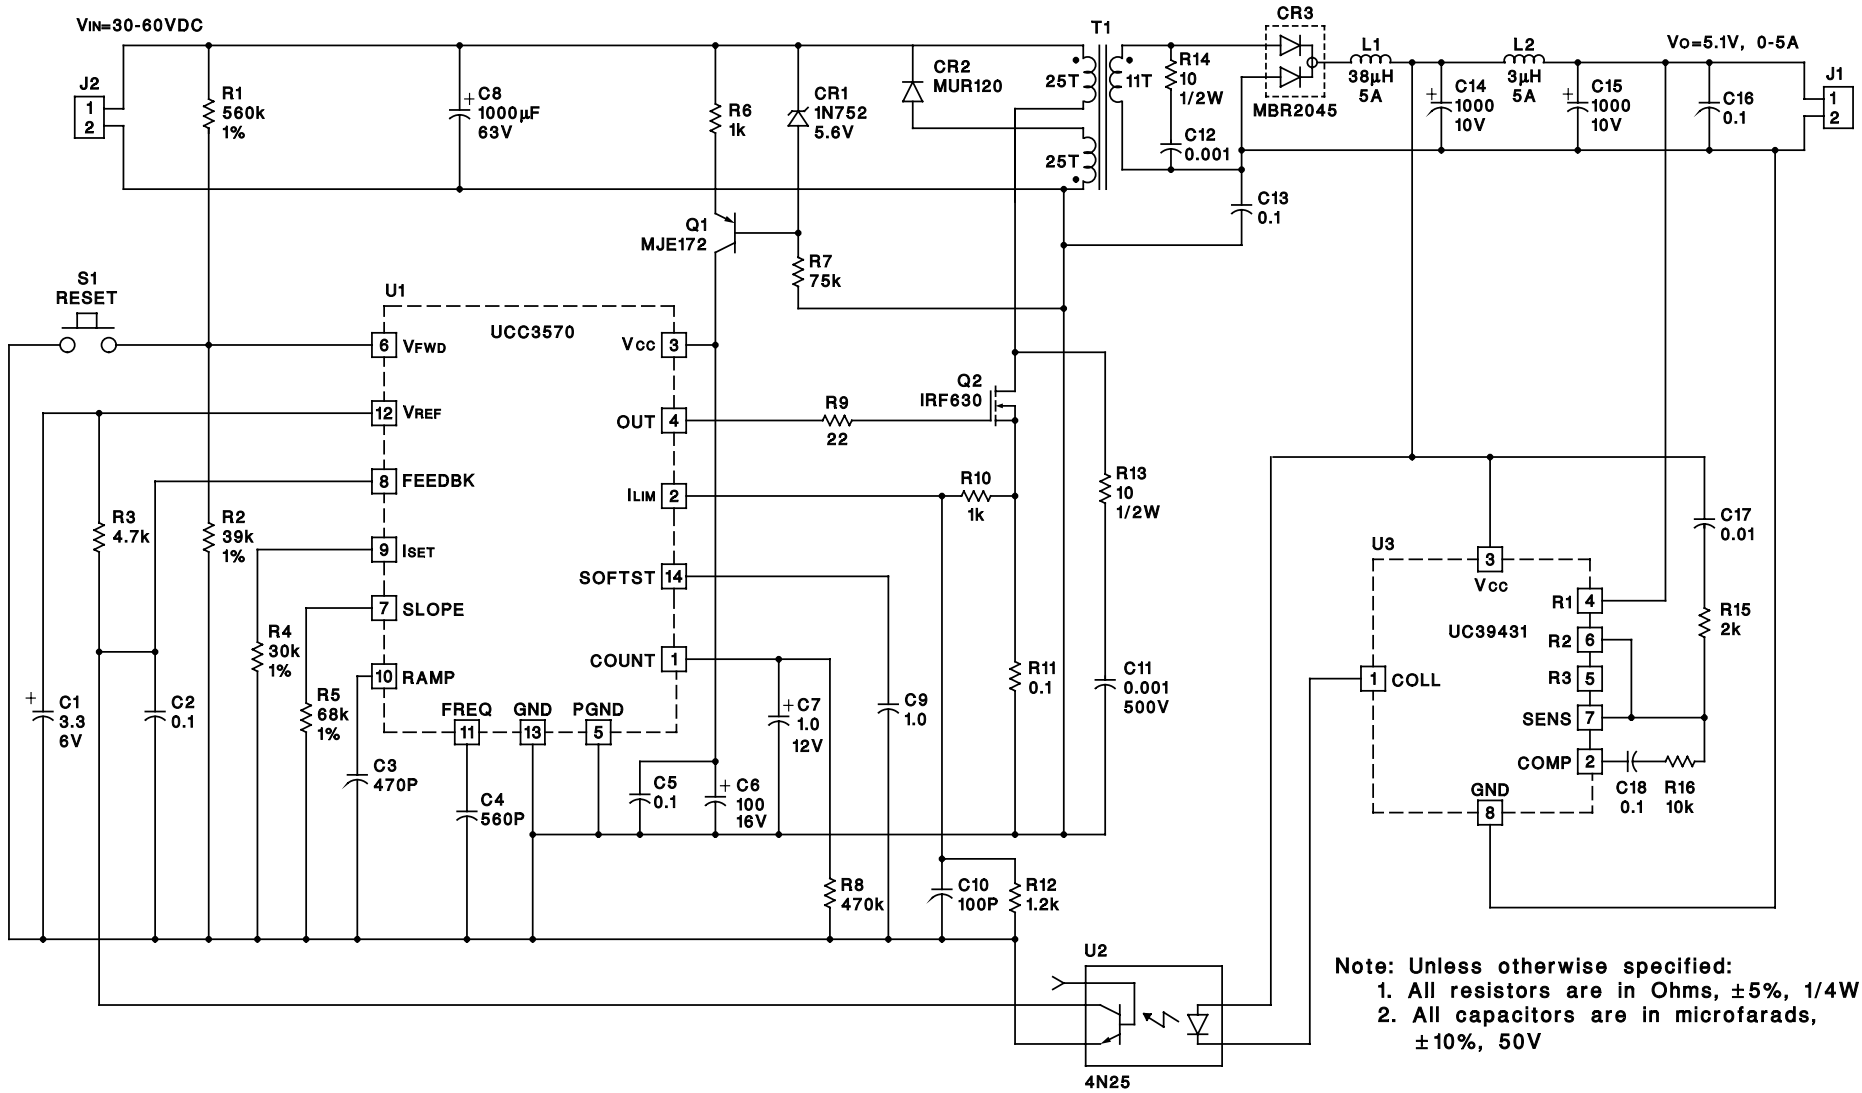 VIN=30-60VDC
J2
1
2
R1
560k
1%
C8
1000µF
63V
R6
1k
CR1
1N752
5.6V
CR2
MUR120
T1
25T
11T
25T
R14
10
1/2W
C12
0.001
CR3
MBR2045
L1
38µH
5A
C14
1000
10V
L2
3µH
5A
C15
1000
10V
VO=5.1V, 0-5A
C16
0.1
J1
1
2
C13
0.1
Q1
MJE172
R7
75k
S1
RESET
U1
UCC3570
6
VFWD
12
VREF
8
FEEDBK
9
ISET
7
SLOPE
10
RAMP
FREQ
11
GND
13
PGND
5
VCC
3
OUT
4
ILIM
2
SOFTST
14
COUNT
1
R9
22
Q2
IRF630
R10
1k
R13
10
1/2W
R3
4.7k
R2
39k
1%
R4
30k
1%
R5
68k
1%
C1
3.3
6V
C2
0.1
C3
470P
C4
560P
C5
0.1
C6
100
16V
C7
1.0
12V
C9
1.0
R11
0.1
C11
0.001
500V
R8
470k
C10
100P
R12
1.2k
U2
4N25
U3
UC39431
3
VCC
R1
4
R2
6
R3
5
SENS
7
COMP
2
1
COLL
GND
8
C17
0.01
R15
2k
C18
0.1
R16
10k
Note: Unless otherwise specified:
1. All resistors are in Ohms, ±5%, 1/4W
2. All capacitors are in microfarads,
±10%, 50V